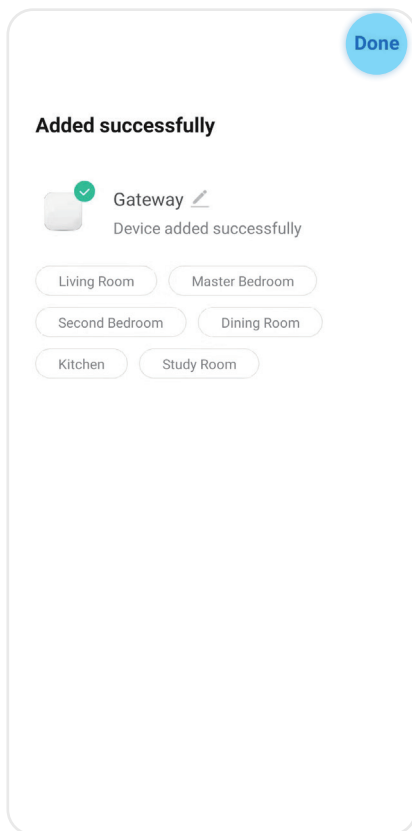 Done
Added successfully
Gateway
Device added successfully
Living Room Master Bedroom
Second Bedroom Dining Room
Kitchen Study Room